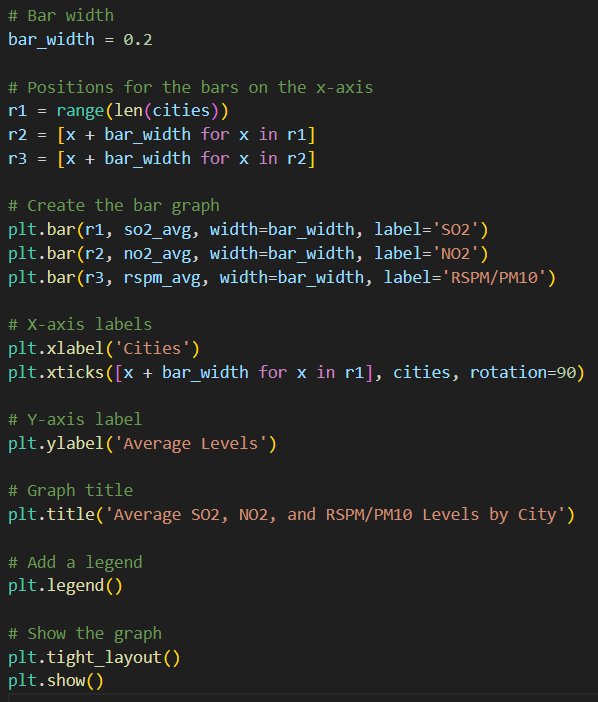 # Bar width
bar_width = 0.2
# Positions for the bars on the x-axis
r1 = range(len(cities))
r2 = [x + bar_width for x in r1]
r3 = [x + bar_width for x in r2]
# Create the bar graph
plt.bar(r1, so2_avg, width=bar_width, label='SO2')
plt.bar(r2, no2_avg, width=bar_width, label='NO2')
plt.bar(r3, rspm_avg, width=bar_width, label='RSPM/PM10')
# X-axis labels
plt.xlabel('Cities')
plt.xticks([x + bar_width for x in r1], cities, rotation=90)
# Y-axis label
plt.ylabel('Average Levels')
# Graph title
plt.title('Average SO2, NO2, and RSPM/PM10 Levels by City')
# Add a legend
plt.legend()
# Show the graph
plt.tight_layout()
plt.show()